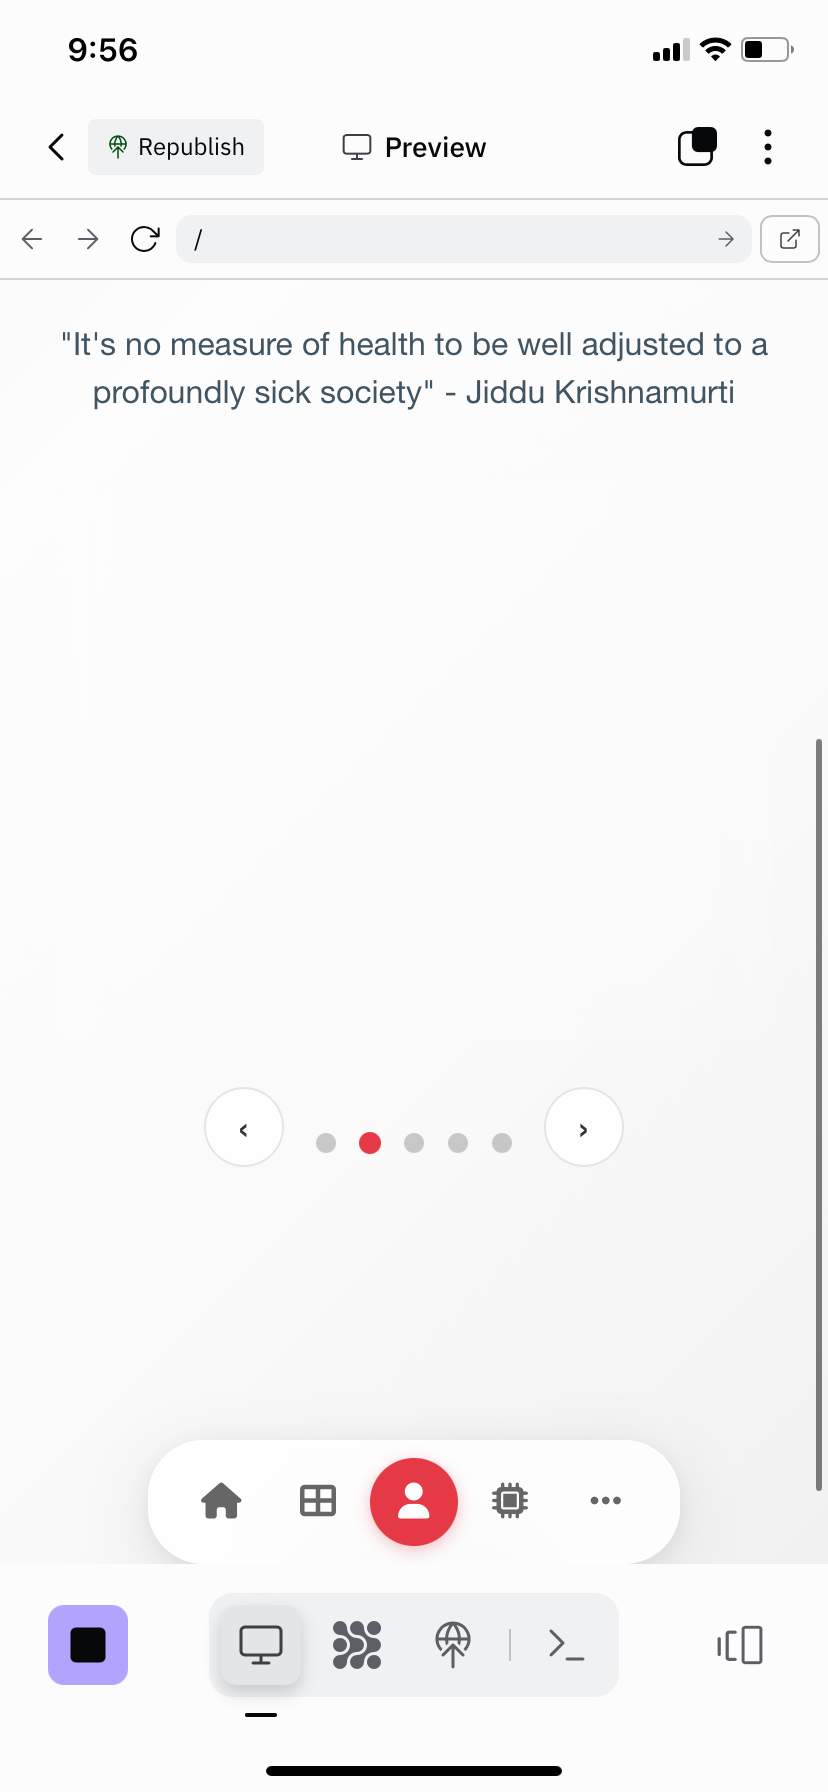 9:56
Republish
Preview
/
"It's no measure of health to be well adjusted to a
profoundly sick society" - Jiddu Krishnamurti